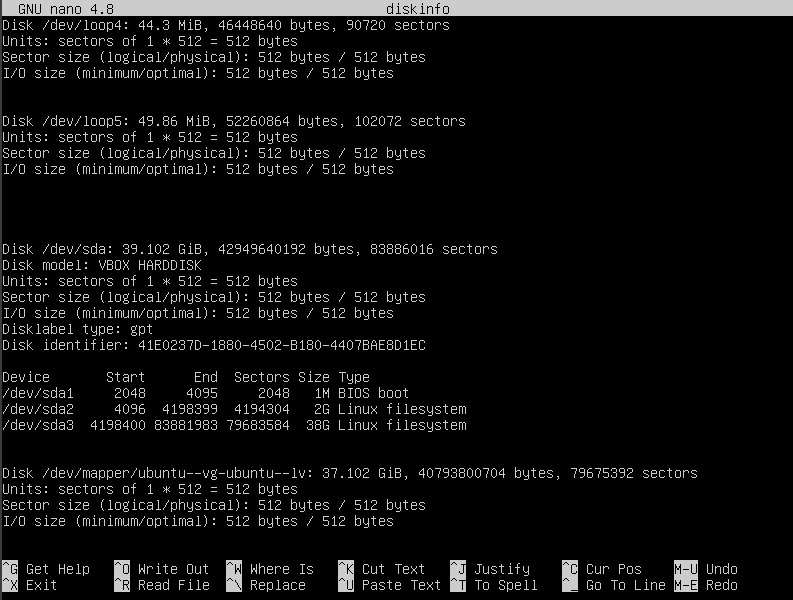 GNU nano 4.8 diskinfo
Disk /dev/loop4: 44.3 MiB, 46448640 bytes, 90720 sectors
Units: sectors of 1 * 512 = 512 bytes
Sector size (logical/physical): 512 bytes / 512 bytes
I/O size (minimum/optimal): 512 bytes / 512 bytes
Disk /dev/loop5: 49.86 MiB, 52260864 bytes, 102072 sectors
Units: sectors of 1 * 512 = 512 bytes
Sector size (logical/physical): 512 bytes / 512 bytes
I/O size (minimum/optimal): 512 bytes / 512 bytes
Disk /dev/sda: 39.102 GiB, 42949640192 bytes, 83886016 sectors
Disk model: VBOX HARDDISK
Units: sectors of 1 * 512 = 512 bytes
Sector size (logical/physical): 512 bytes / 512 bytes
I/O size (minimum/optimal): 512 bytes / 512 bytes
Disklabel type: gpt
Disk identifier: 41E0237D-1880-4502-B180-4407BAE8D1EC
Device Start End Sectors Size Type
/dev/sda1 2048 4095 2048 1M BIOS boot
/dev/sda2 4096 4198399 4194304 2G Linux filesystem
/dev/sda3 4198400 83881983 79683584 38G Linux filesystem
Disk /dev/mapper/ubuntu--vg-ubuntu--lv: 37.102 GiB, 40793800704 bytes, 79675392 sectors
Units: sectors of 1 * 512 = 512 bytes
Sector size (logical/physical): 512 bytes / 512 bytes
I/O size (minimum/optimal): 512 bytes / 512 bytes
^G Get Help ^O Write Out ^W Where Is ^K Cut Text ^J Justify ^C Cur Pos M-U Undo
^X Exit ^R Read File ^\ Replace ^U Paste Text ^T To Spell ^_ Go To Line M-E Redo